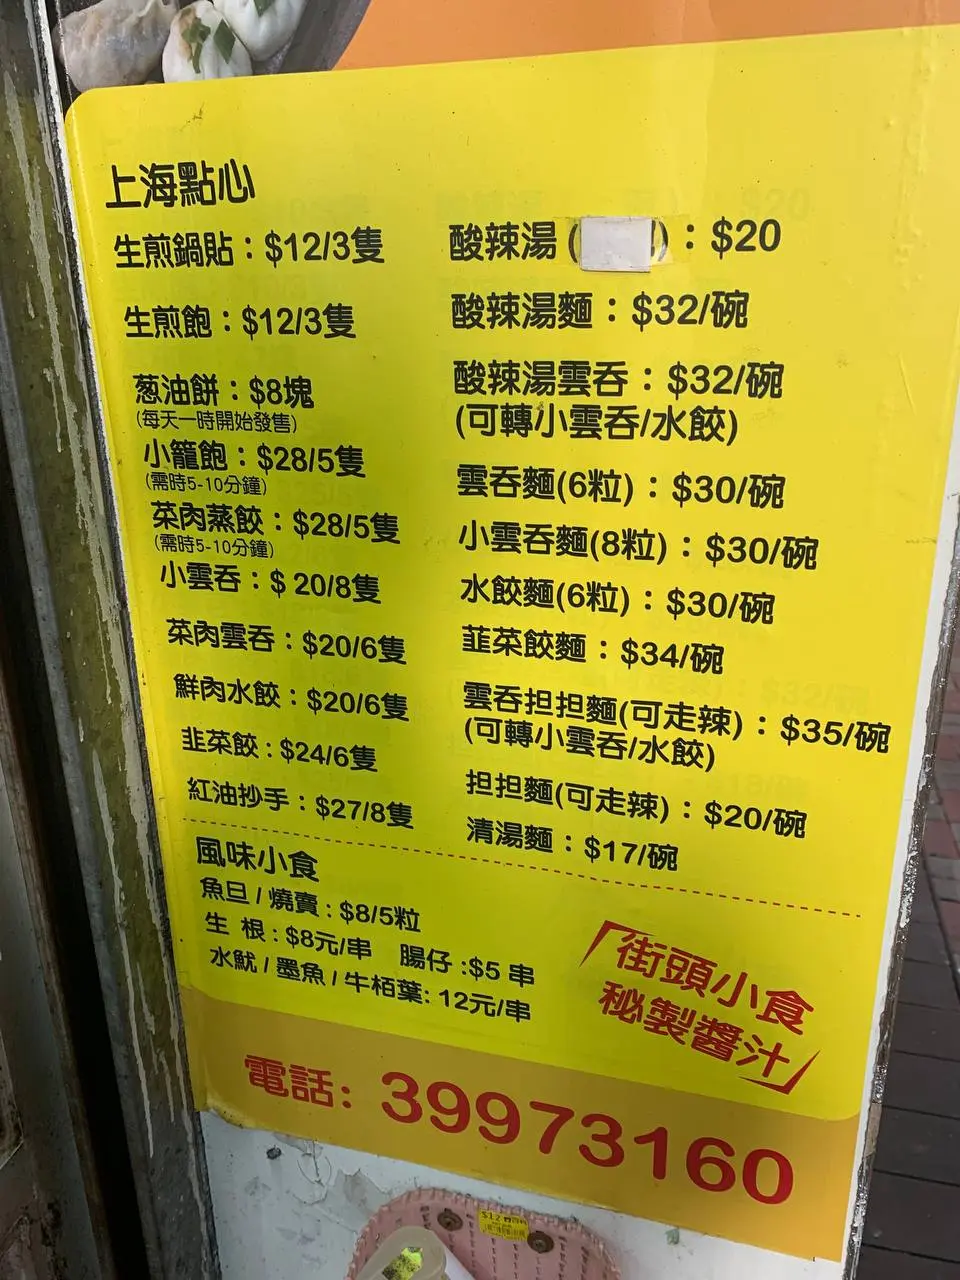 上海點心
生煎鍋貼：$12/3隻
生煎飽：$12/3隻
葱油餅：$8塊
(每天一時開始發售)
小籠飽：$28/5隻
(需時5-10分鐘)
菜肉蒸餃：$28/5隻
(需時5-10分鐘)
小雲吞：$ 20/8隻
菜肉雲吞：$20/6隻
鮮肉水餃：$20/6隻
韭菜餃：$24/6隻
紅油抄手：$27/8隻
酸辣湯 ( )：$20
酸辣湯麵：$32/碗
酸辣湯雲吞：$32/碗
(可轉小雲吞/水餃)
雲吞麵(6粒)：$30/碗
小雲吞麵(8粒)：$30/碗
水餃麵(6粒)：$30/碗
韮菜餃麵：$34/碗
雲吞担担麵(可走辣)：$35/碗
(可轉小雲吞/水餃)
担担麵(可走辣)：$20/碗
清湯麵：$17/碗
風味小食
魚旦 / 燒賣 : $8/5粒
生 根 : $8元/串 腸仔 :$5 串
水魷 / 墨魚 / 牛栢葉: 12元/串
「街頭小食
秘製醬汁」
電話: 39973160